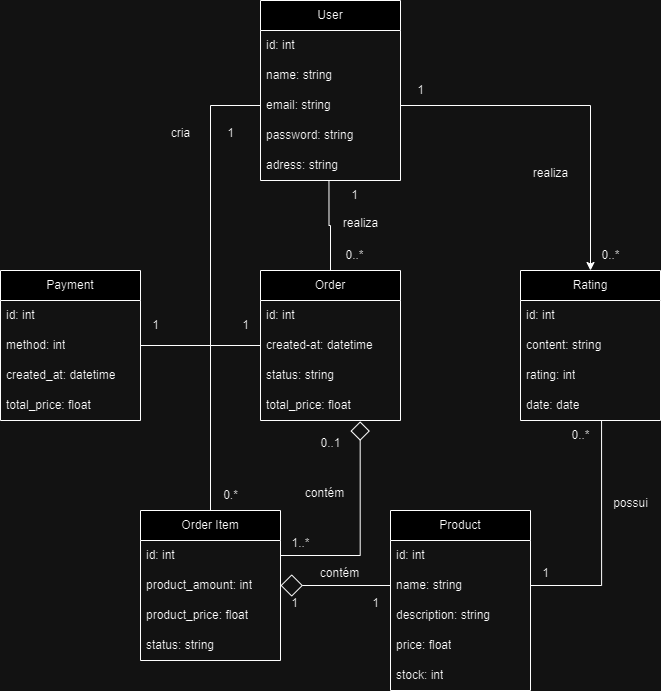 User
id: int
name: string
email: string
password: string
adress: string
1
cria
1
realiza
1
realiza
0..*
0..*
Payment
id: int
method: int
created_at: datetime
total_price: float
1
1
Order
id: int
created-at: datetime
status: string
total_price: float
Rating
id: int
content: string
rating: int
date: date
0..1
0..*
contém
0.*
possui
1..*
Order Item
id: int
product_amount: int
product_price: float
status: string
contém
1
1
Product
id: int
name: string
description: string
price: float
stock: int
1